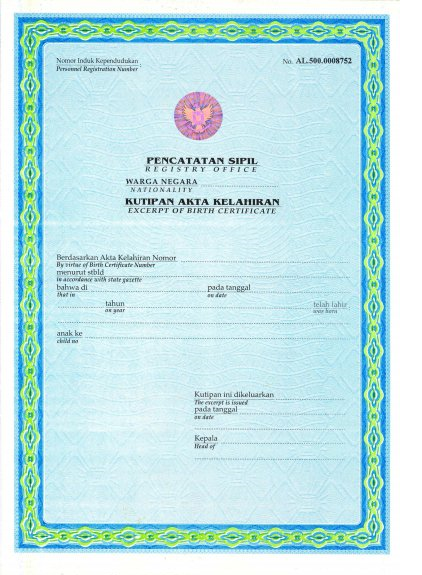 Nomor Induk Kependudukan :
Personnel Registration Number
No. AL.500.0008752
PENCATATAN SIPIL
REGISTRY OFFICE
WARGA NEGARA
NATIONALITY
KUTIPAN AKTA KELAHIRAN
EXCERPT OF BIRTH CERTIFICATE
Berdasarkan Akta Kelahiran Nomor
By virtue of Birth Certificate Number
menurut stbld
in accordance with state gazette
bahwa di pada tanggal
that in on date
tahun telah lahir
on year was born
anak ke
child no
Kutipan ini dikeluarkan
The excerpt is issued
pada tanggal
on date
Kepala
Head of